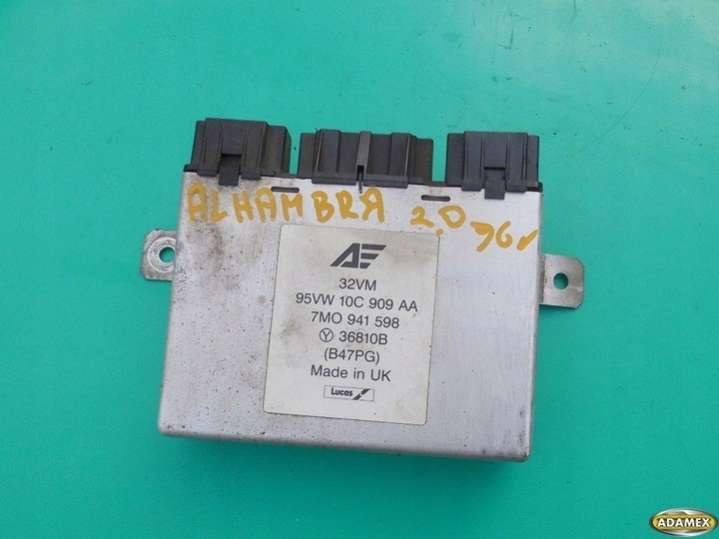 ALHAMBRA 2.0 96r
AE
32VM
95VW 10C 909 AA
7MO 941 598
Ⓨ 36810B
(B47PG)
Made in UK
Lucas
ADAMEX